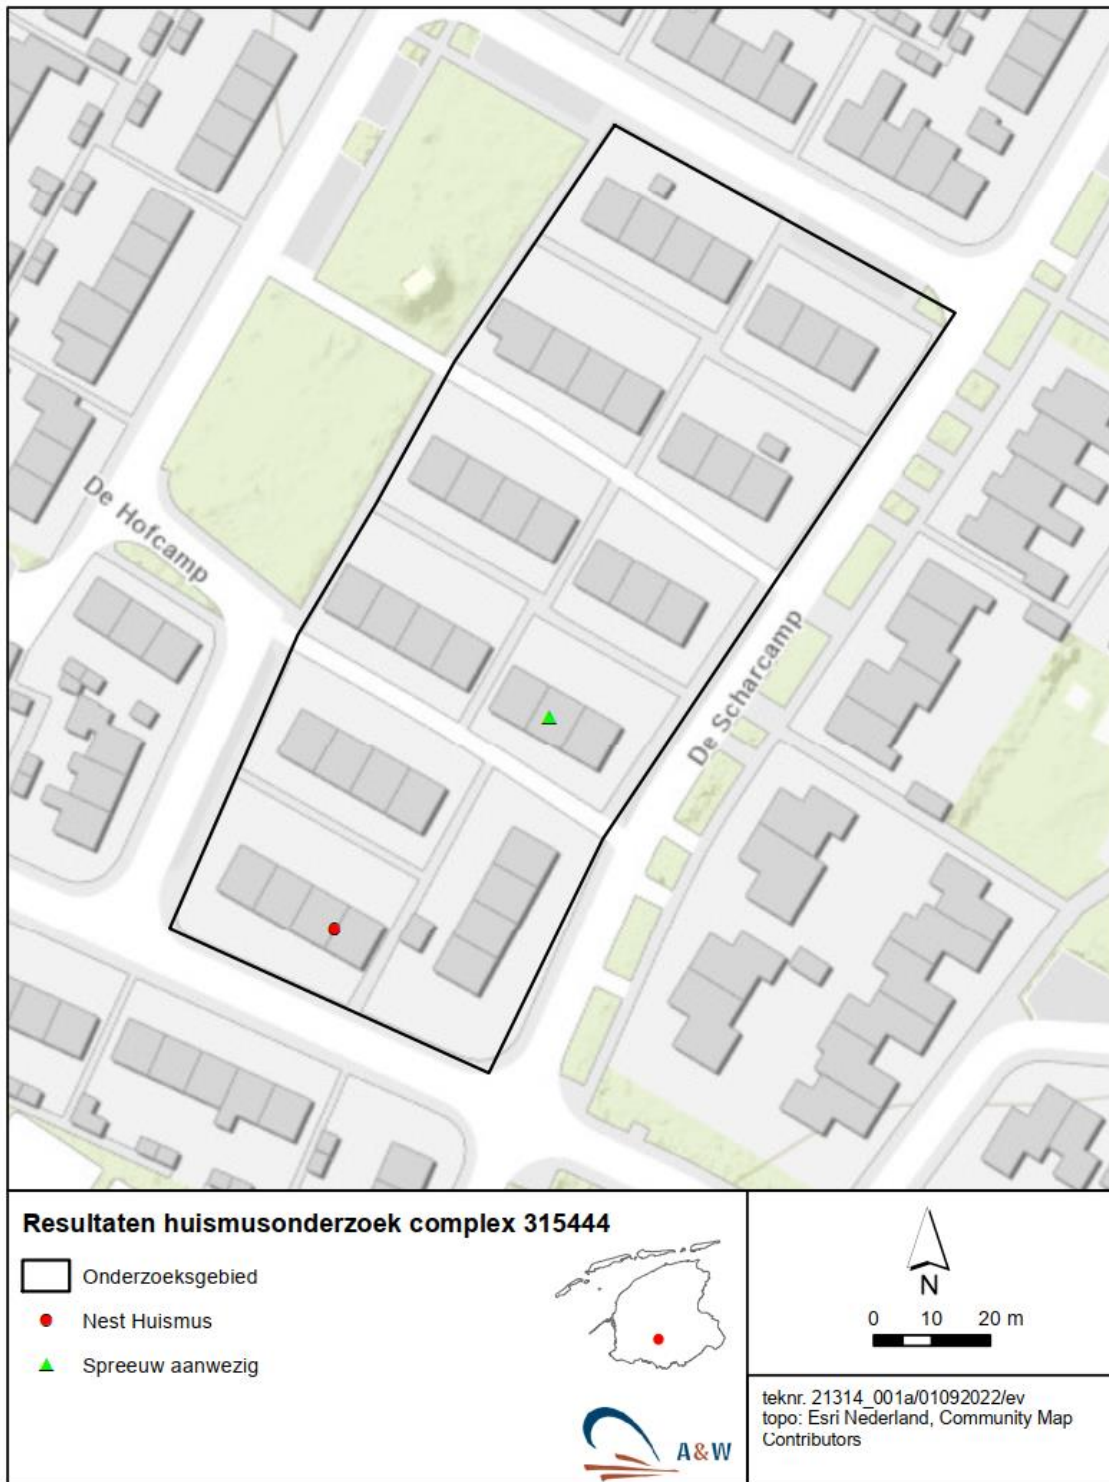 De Hofcamp
De Scharcamp
Resultaten huismusonderzoek complex 315444
Onderzoeksgebied
Nest Huismus
Spreeuw aanwezig
A&W
N
0 10 20 m
teknr. 21314_001a/01092022/ev
topo: Esri Nederland, Community Map
Contributors